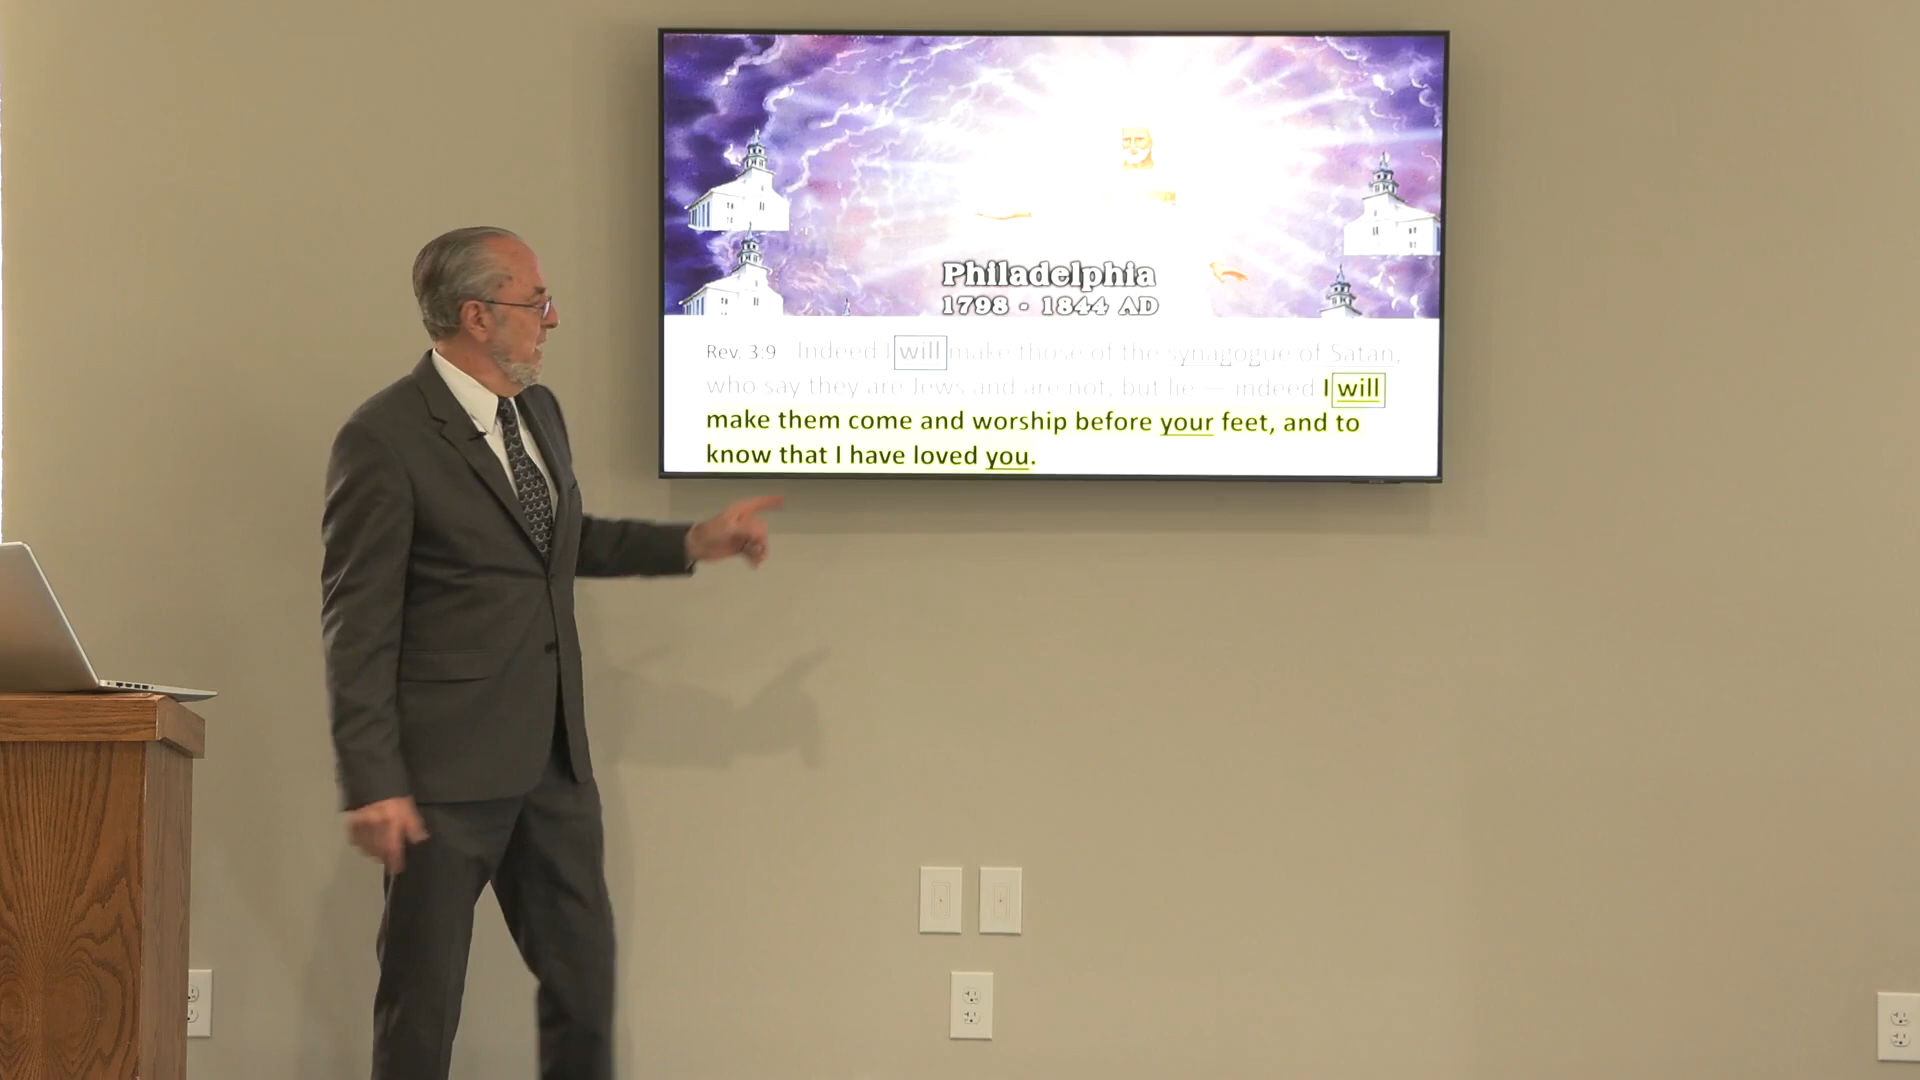 Philadelphia
1798 - 1844 AD
Rev. 3:9 Indeed I will make those of the synagogue of Satan,
who say they are Jews and are not, but lie — indeed I will
make them come and worship before your feet, and to
know that I have loved you.